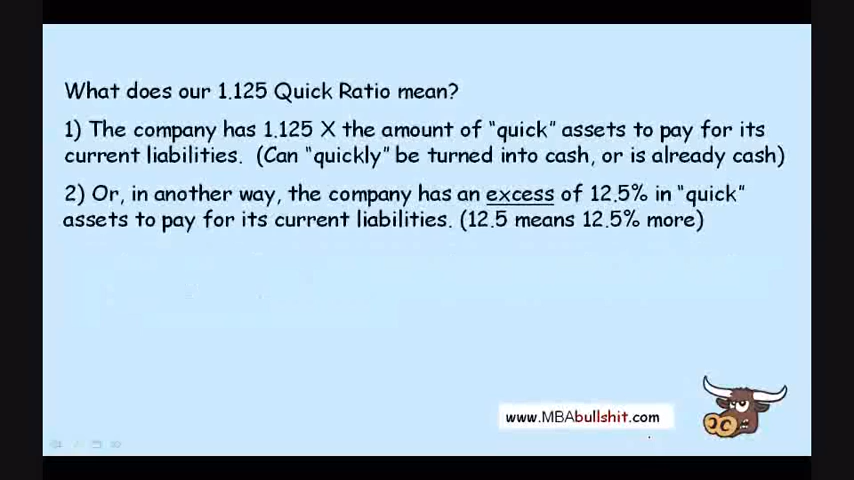 What does our 1.125 Quick Ratio mean?
1) The company has 1.125 X the amount of “quick” assets to pay for its
current liabilities. (Can “quickly” be turned into cash, or is already cash)
2) Or, in another way, the company has an excess of 12.5% in “quick”
assets to pay for its current liabilities. (12.5 means 12.5% more)
www.MBAbullshit.com